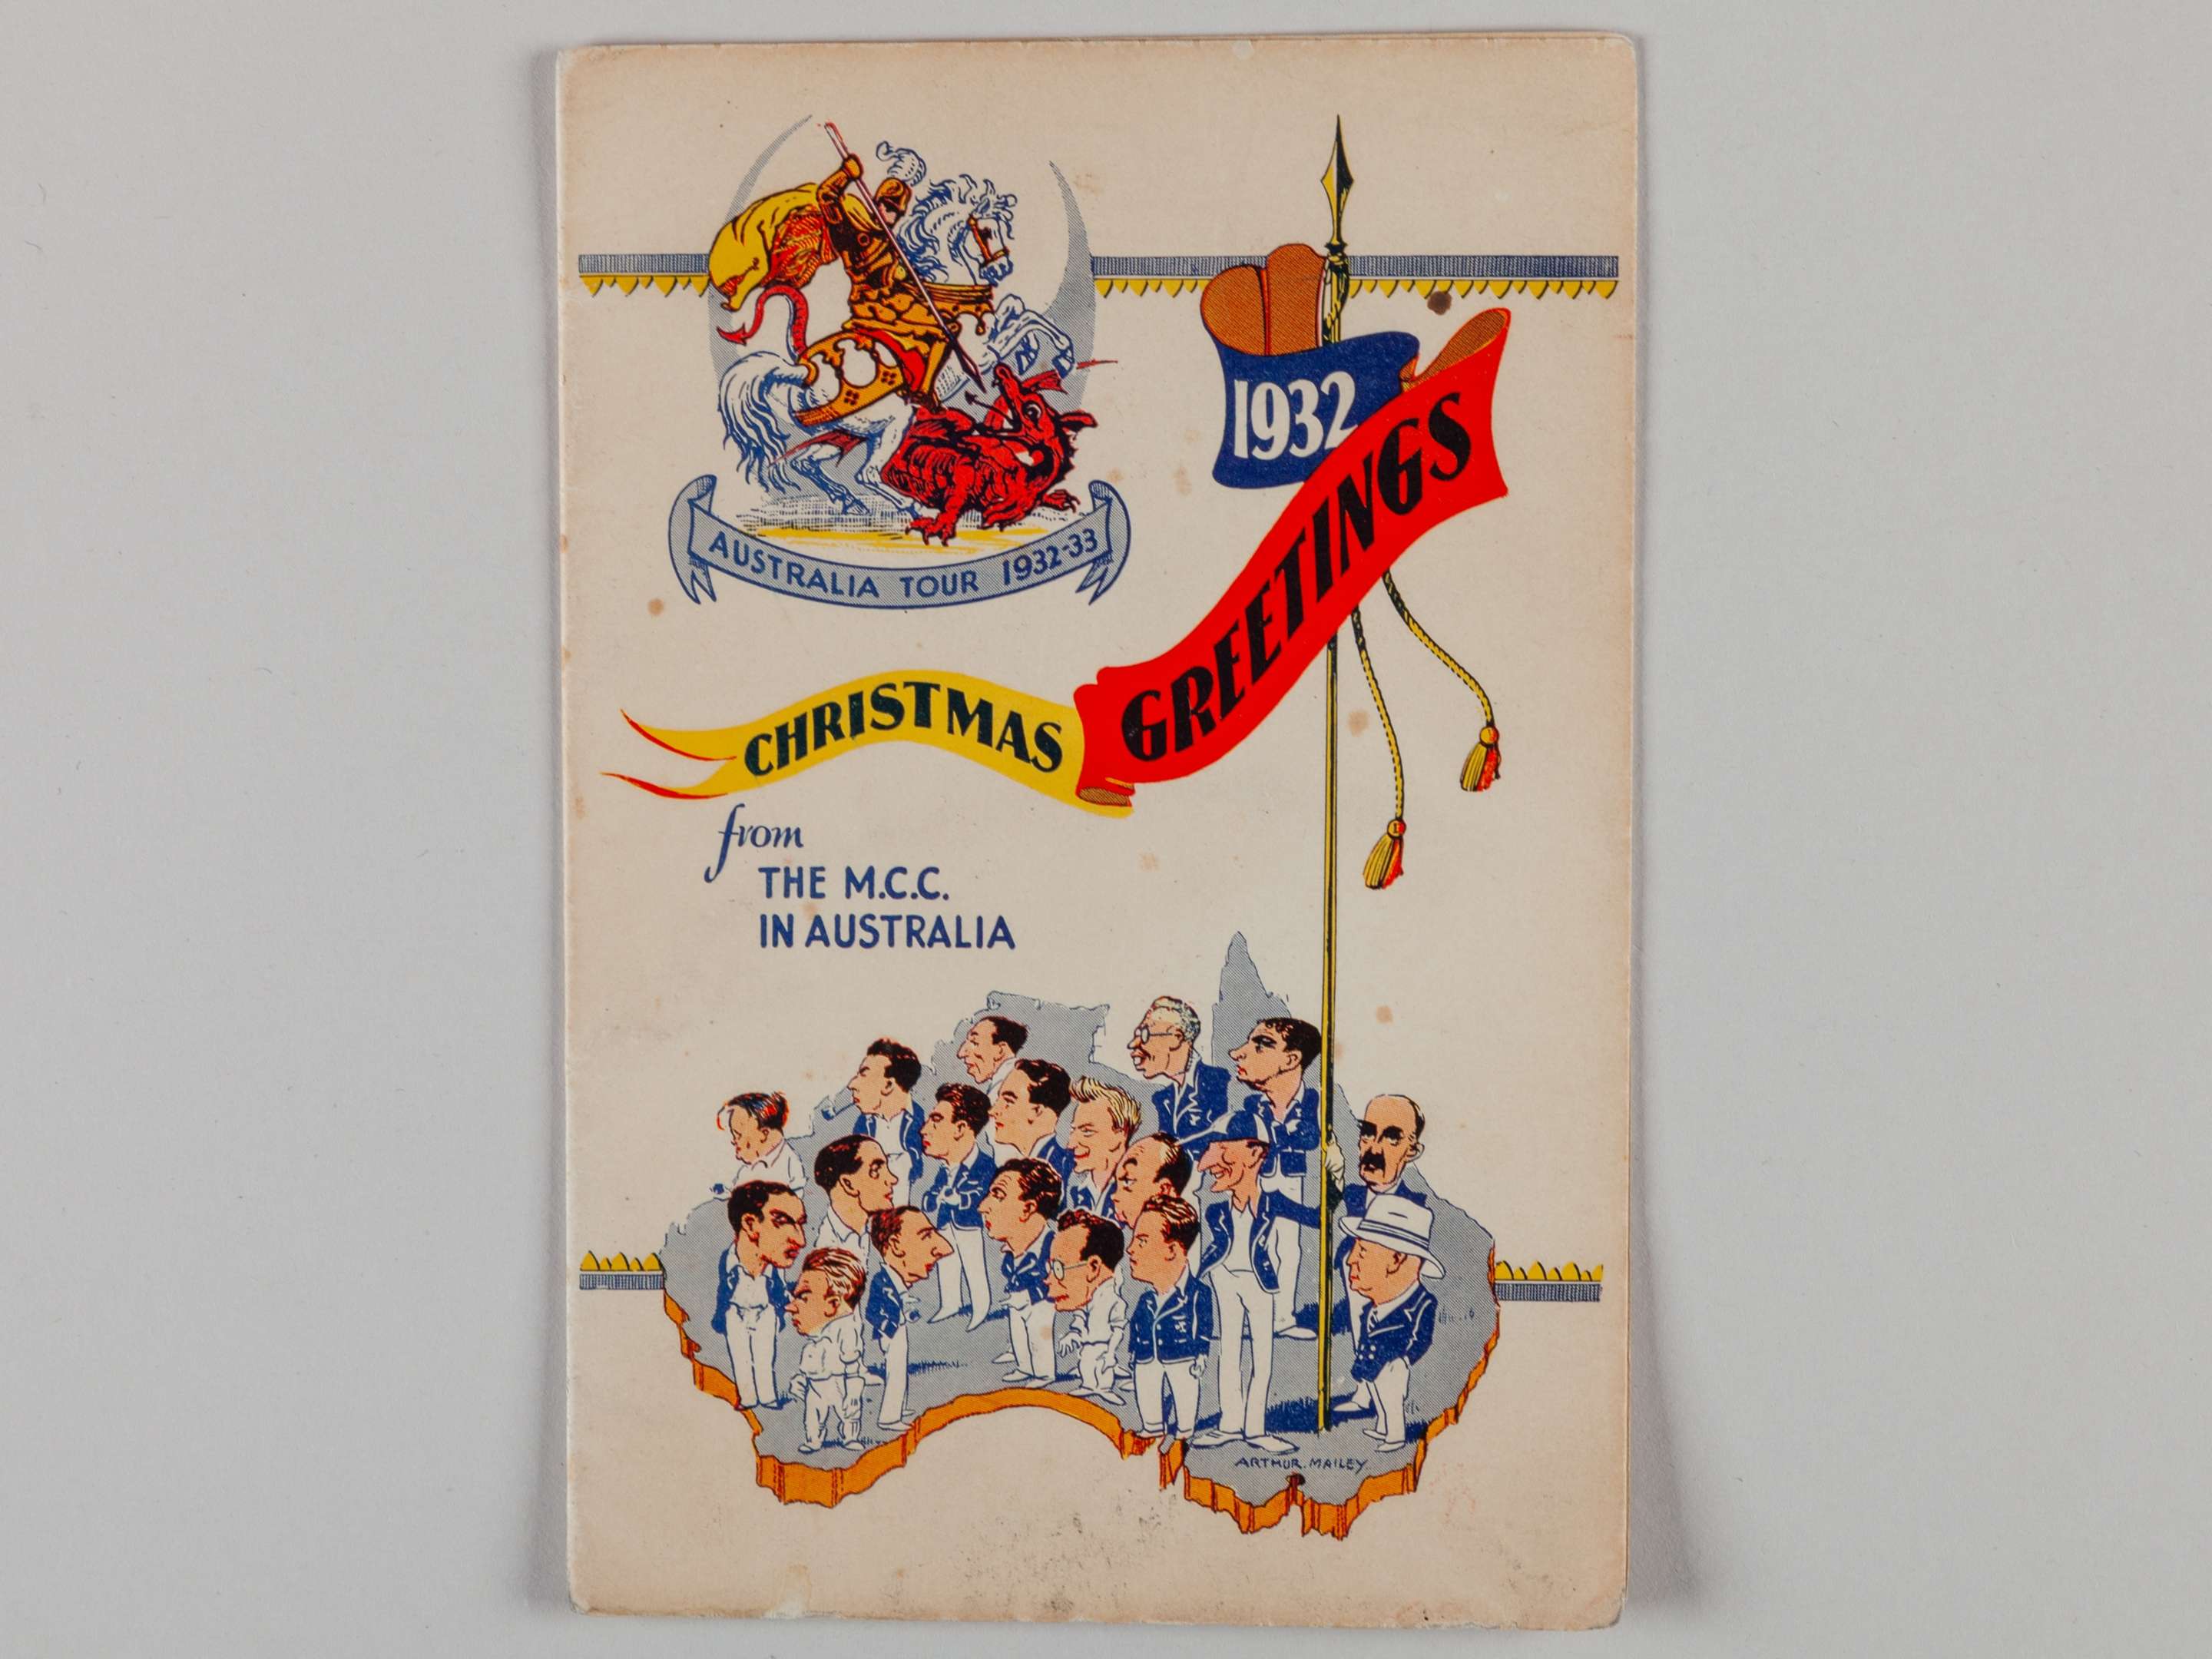 AUSTRALIA TOUR 1932-33
1932
CHRISTMAS GREETINGS
from
THE M.C.C.
IN AUSTRALIA
ARTHUR. MAILEY.